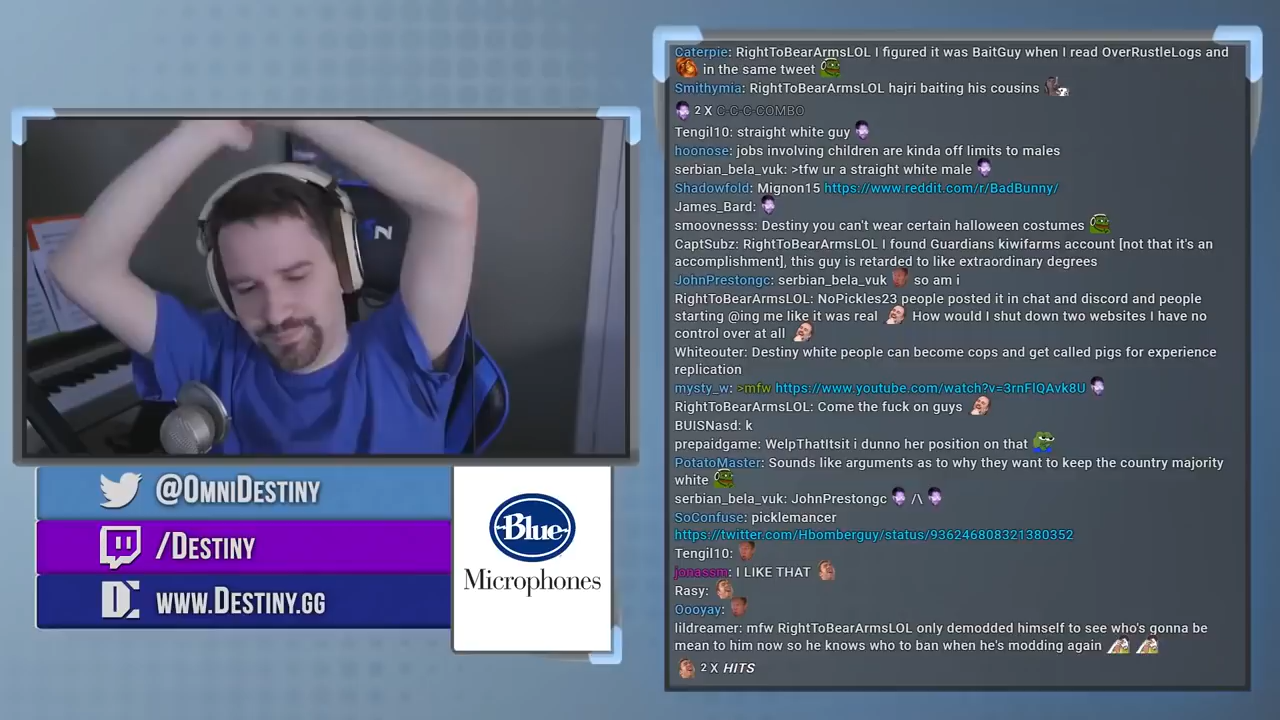 Caterpie: RightToBearArmsLOL I figured it was BaitGuy when I read OverRustleLogs and
in the same tweet
Smithymia: RightToBearArmsLOL hajri baiting his cousins
2 X C-C-C-COMBO
Tengil10: straight white guy
hoonose: jobs involving children are kinda off limits to males
serbian_bela_vuk: >tfw ur a straight white male
Shadowfold: Mignon15 https://www.reddit.com/r/BadBunny/
James_Bard:
smoovnesss: Destiny you can't wear certain halloween costumes
CaptSubz: RightToBearArmsLOL I found Guardians kiwifarms account [not that it's an
accomplishment], this guy is retarded to like extraordinary degrees
JohnPrestongc: serbian_bela_vuk so am i
RightToBearArmsLOL: NoPickles23 people posted it in chat and discord and people
starting @ing me like it was real How would I shut down two websites I have no
control over at all
Whiteouter: Destiny white people can become cops and get called pigs for experience
replication
mysty_w: >mfw https://www.youtube.com/watch?v=3rnFlQAvk8U
RightToBearArmsLOL: Come the fuck on guys
BUISNasd: k
prepaidgame: WelpThatItsit i dunno her position on that
PotatoMaster: Sounds like arguments as to why they want to keep the country majority
white
serbian_bela_vuk: JohnPrestongc /\
SoConfuse: picklemancer
https://twitter.com/Hbomberguy/status/936246808321380352
Tengil10:
jonassm: I LIKE THAT
Rasy:
Oooyay:
lildreamer: mfw RightToBearArmsLOL only demodded himself to see who's gonna be
mean to him now so he knows who to ban when he's modding again
2 X HITS
@OmniDestiny
/Destiny
www.Destiny.gg
Blue
Microphones
N